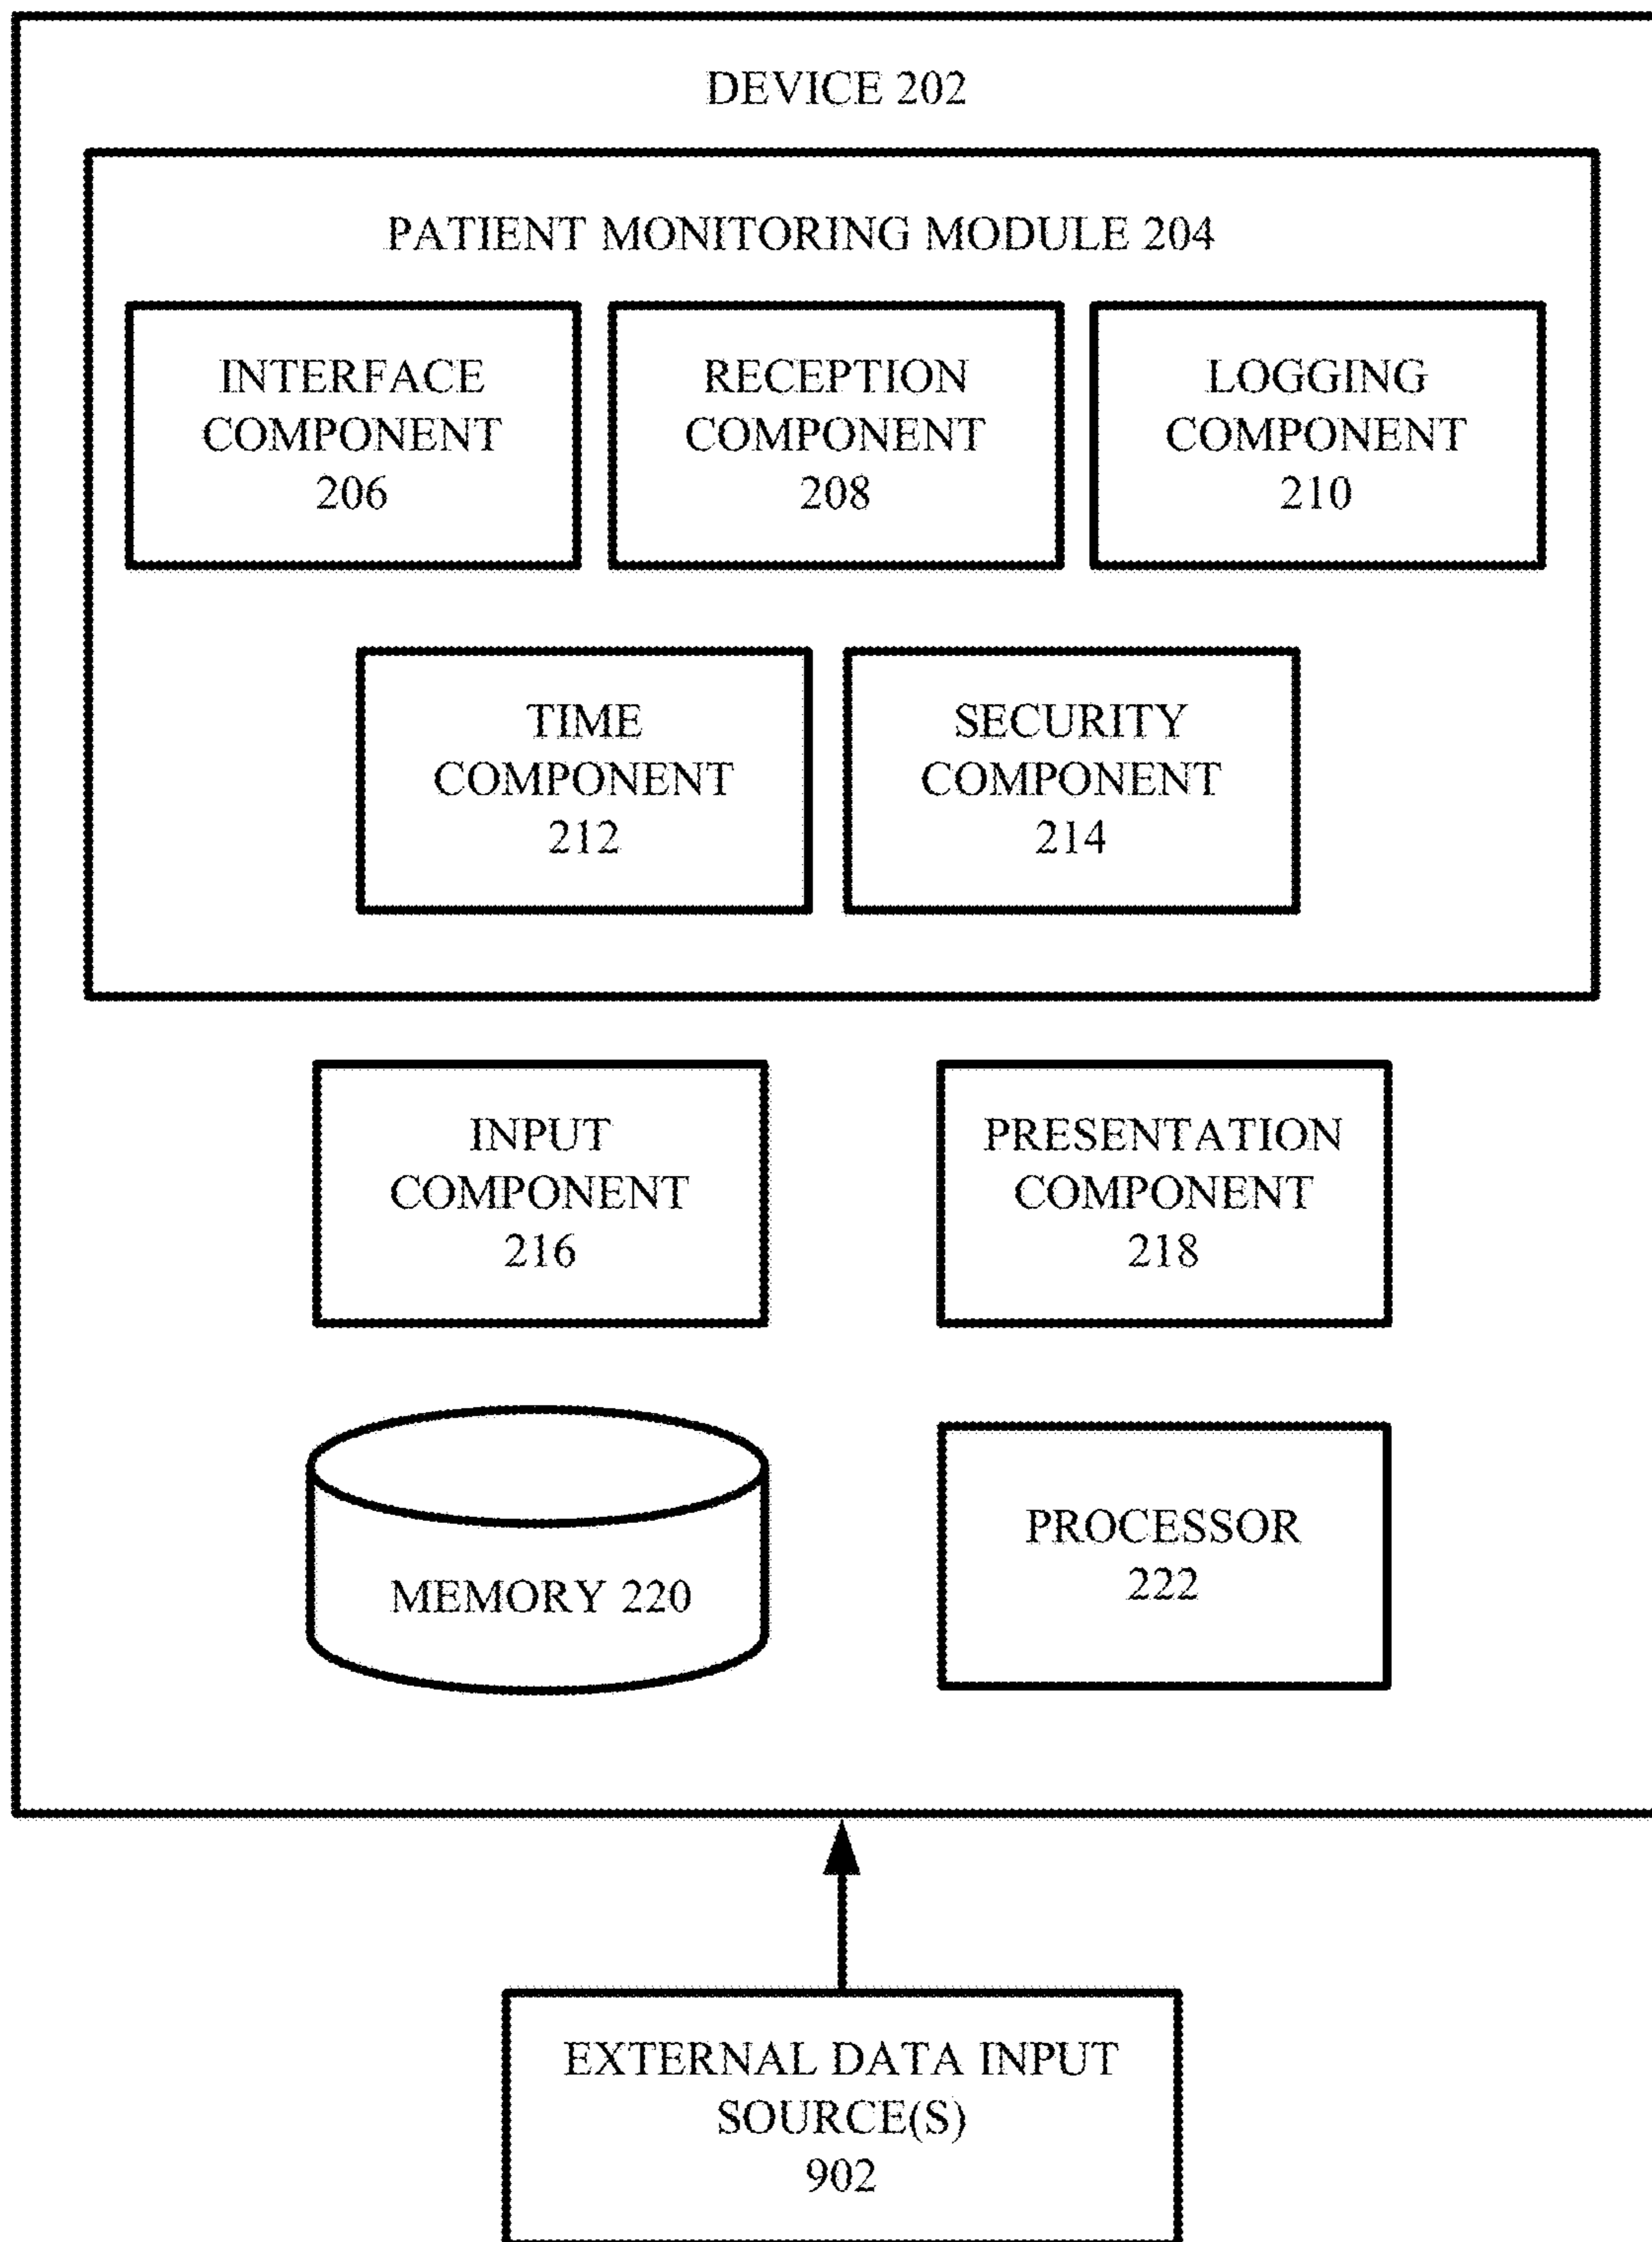 DEVICE 202
PATIENT MONITORING MODULE 204
INTERFACE
COMPONENT
206
RECEPTION
COMPONENT
208
LOGGING
COMPONENT
210
TIME
COMPONENT
212
SECURITY
COMPONENT
214
INPUT
COMPONENT
216
PRESENTATION
COMPONENT
218
MEMORY 220
PROCESSOR
222
EXTERNAL DATA INPUT
SOURCE(S)
902